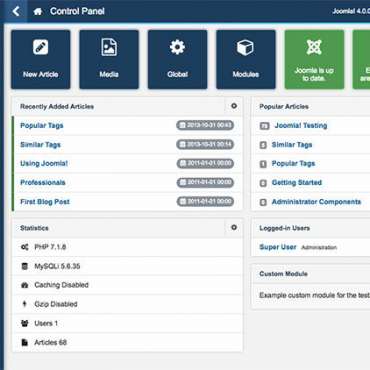 Control Panel
Joomla! 4.0.0
New Article
Media
Global
Modules
Joomla is up
to date.
E
are
Recently Added Articles
Popular Tags 2013-10-31 00:43
Similar Tags 2013-10-31 00:14
Using Joomla! 2011-01-01 00:00
Professionals 2011-01-01 00:00
First Blog Post 2011-01-01 00:00
Popular Articles
Joomla! Testing
Similar Tags
Popular Tags
Getting Started
Administrator Components
Statistics
PHP 7.1.8
MySQLi 5.6.35
Caching Disabled
Gzip Disabled
Users 1
Articles 68
Logged-in Users
Super User Administration
Custom Module
Example custom module for the test